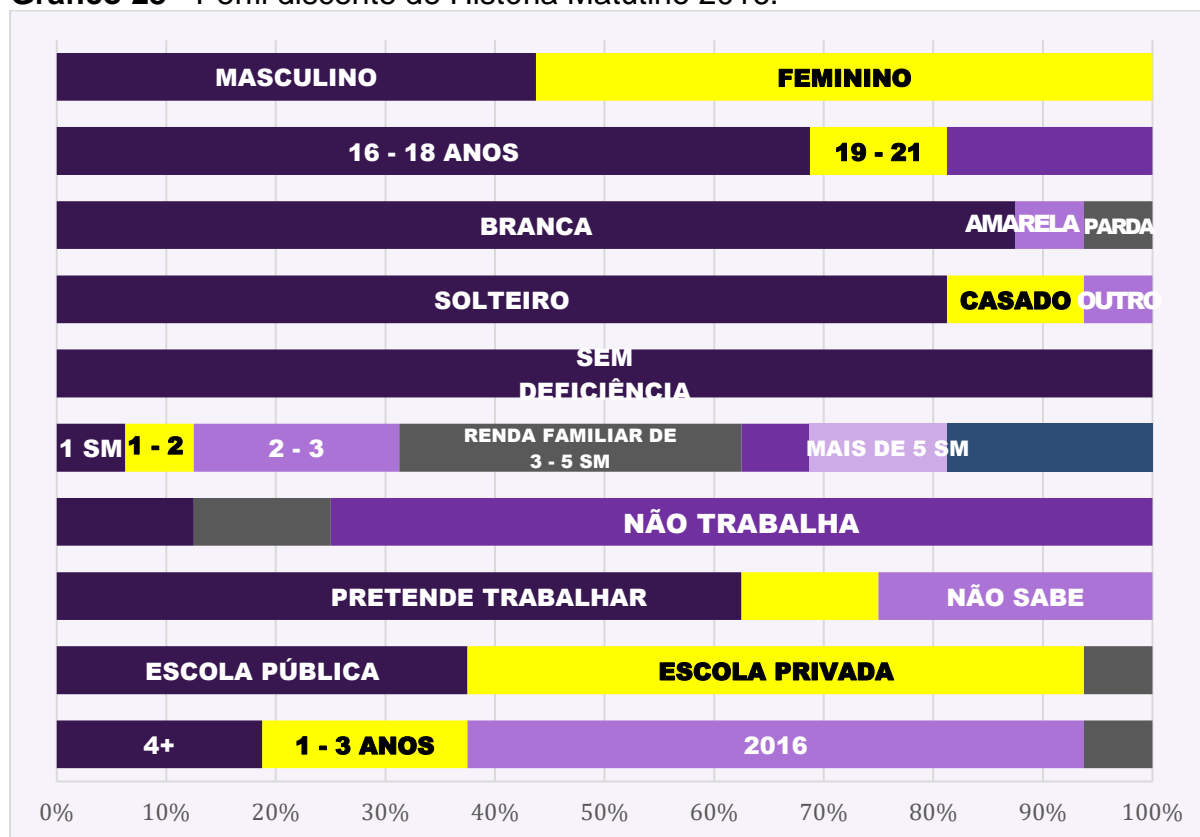 MASCULINO FEMININO
16 - 18 ANOS 19 - 21
BRANCA AMARELA PARDA
SOLTEIRO CASADO OUTRO
SEM
DEFICIÊNCIA
1 SM 1 - 2 2 - 3 RENDA FAMILIAR DE
3 - 5 SM MAIS DE 5 SM
NÃO TRABALHA
PRETENDE TRABALHAR NÃO SABE
ESCOLA PÚBLICA ESCOLA PRIVADA
4+ 1 - 3 ANOS 2016
0% 10% 20% 30% 40% 50% 60% 70% 80% 90% 100%